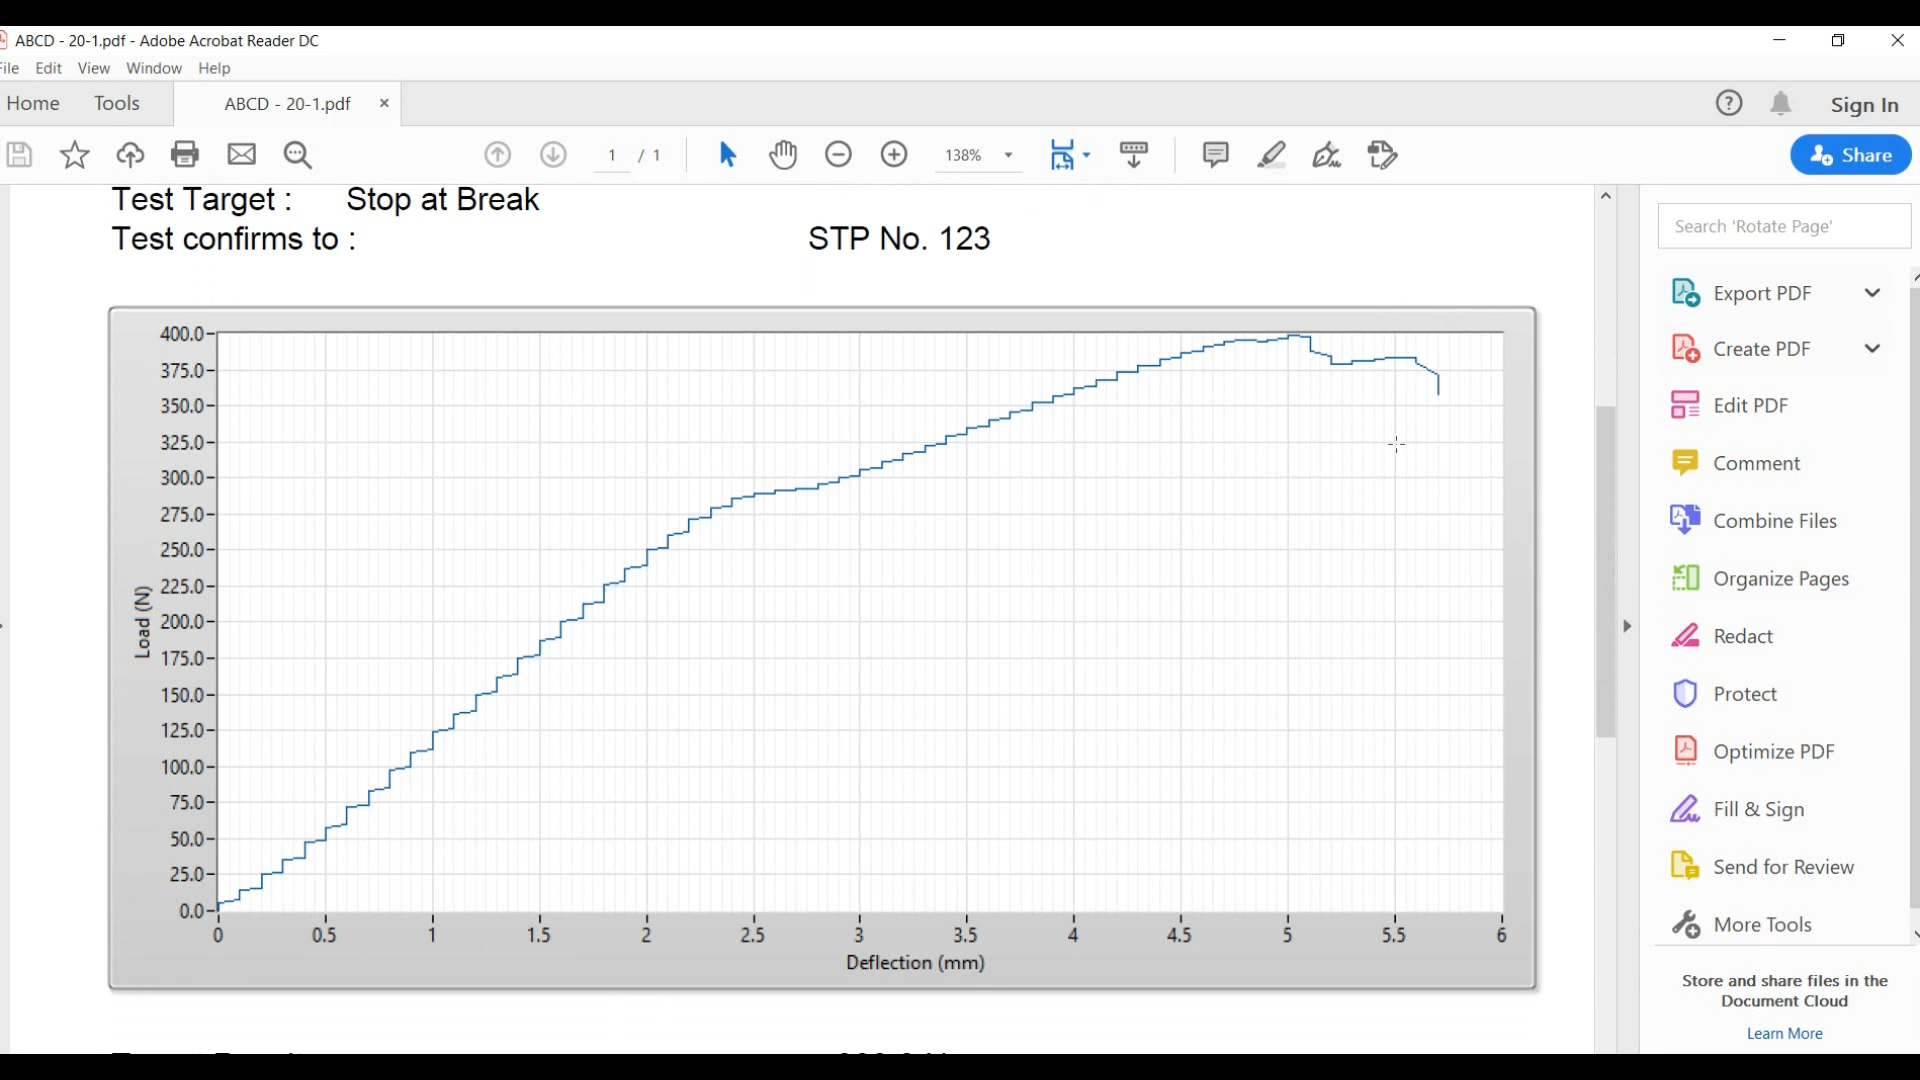 ABCD - 20-1.pdf - Adobe Acrobat Reader DC
File Edit View Window Help
Home Tools ABCD - 20-1.pdf ×
Sign In
1 / 1 138% Share
Test Target : Stop at Break
Test confirms to : STP No. 123
400.0
375.0
350.0
325.0
300.0
275.0
250.0
225.0
200.0
175.0
150.0
125.0
100.0
75.0
50.0
25.0
0.0
Load (N)
0 0.5 1 1.5 2 2.5 3 3.5 4 4.5 5 5.5 6
Deflection (mm)
Search 'Rotate Page'
Export PDF
Create PDF
Edit PDF
Comment
Combine Files
Organize Pages
Redact
Protect
Optimize PDF
Fill & Sign
Send for Review
More Tools
Store and share files in the
Document Cloud
Learn More